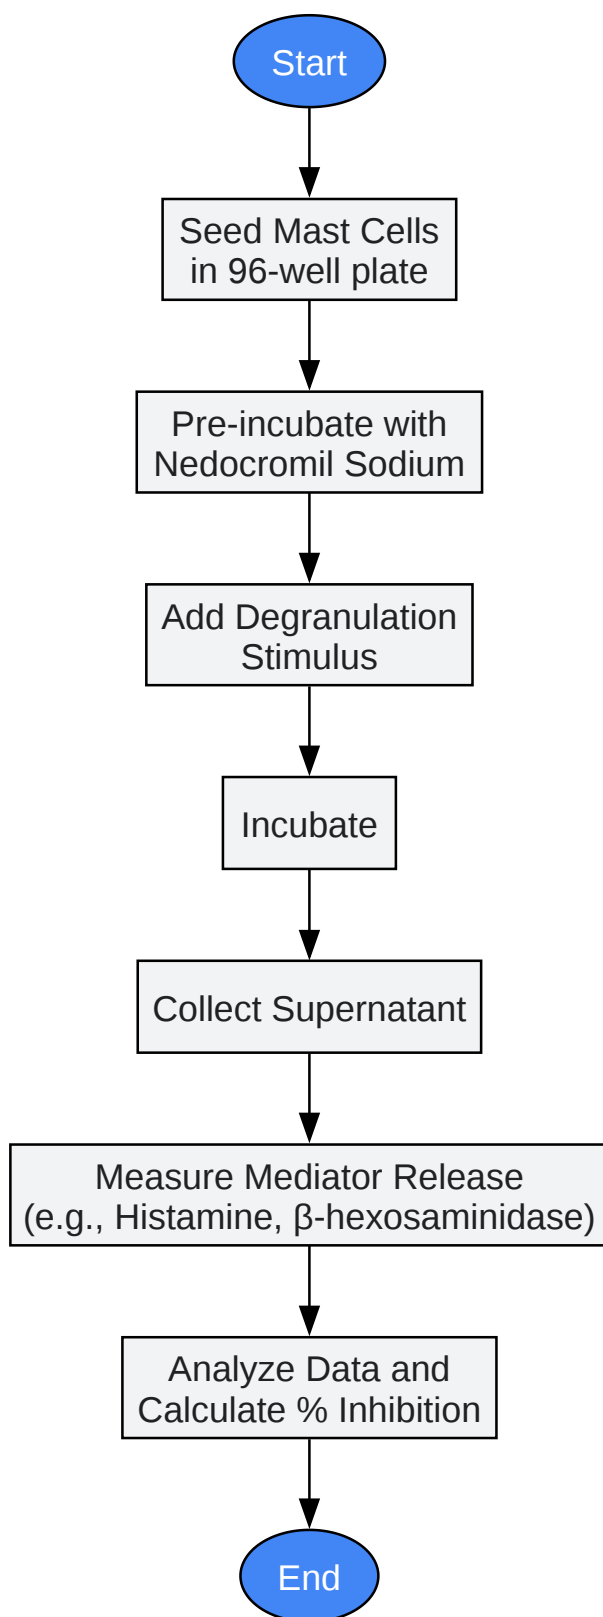 Start
Seed Mast Cells
in 96-well plate
Pre-incubate with
Nedocromil Sodium
Add Degranulation
Stimulus
Incubate
Collect Supernatant
Measure Mediator Release
(e.g., Histamine, β-hexosaminidase)
Analyze Data and
Calculate % Inhibition
End